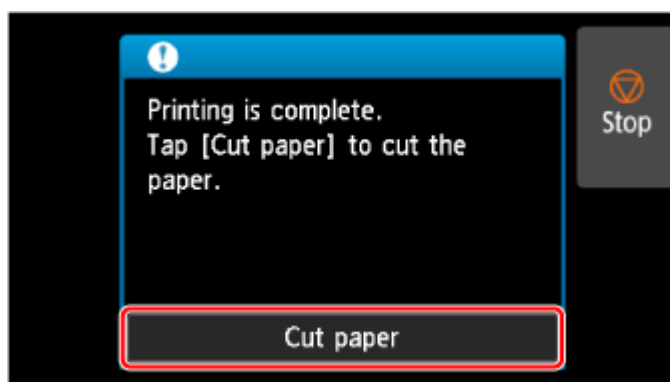 Printing is complete.
Tap [Cut paper] to cut the
paper.
Stop
Cut paper